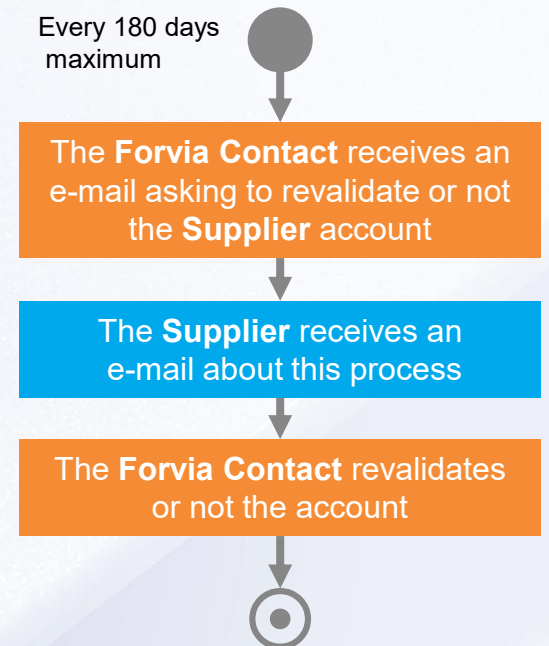 Every 180 days
maximum
The Forvia Contact receives an
e-mail asking to revalidate or not
the Supplier account
The Supplier receives an
e-mail about this process
The Forvia Contact revalidates
or not the account